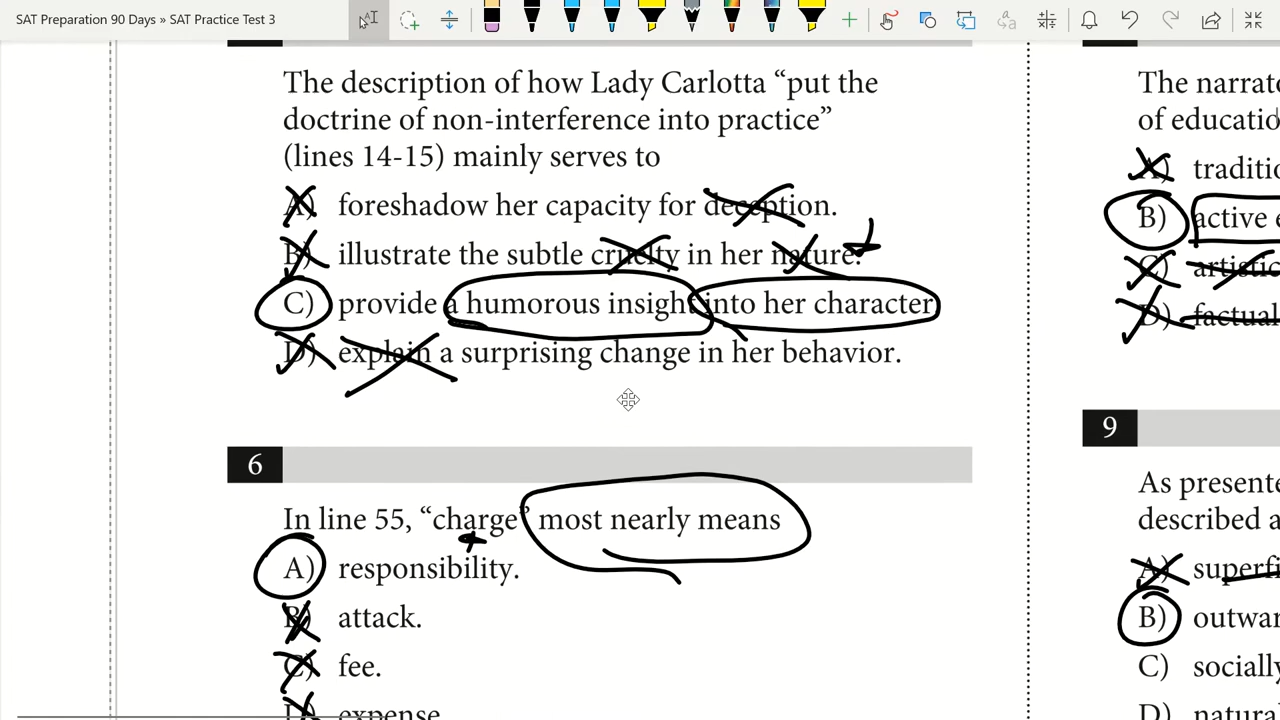 SAT Preparation 90 Days » SAT Practice Test 3
The description of how Lady Carlotta “put the
doctrine of non-interference into practice”
(lines 14-15) mainly serves to
A) foreshadow her capacity for deception.
B) illustrate the subtle cruelty in her nature.
C) provide a humorous insight into her character.
D) explain a surprising change in her behavior.
6
In line 55, “charge” most nearly means
A) responsibility.
B) attack.
C) fee.
D) expense
The narrat
of educatio
A) traditio
B) active e
C) artistic
D) factual
9
As presente
described a
A) superfi
B) outwar
C) socially
D) natura